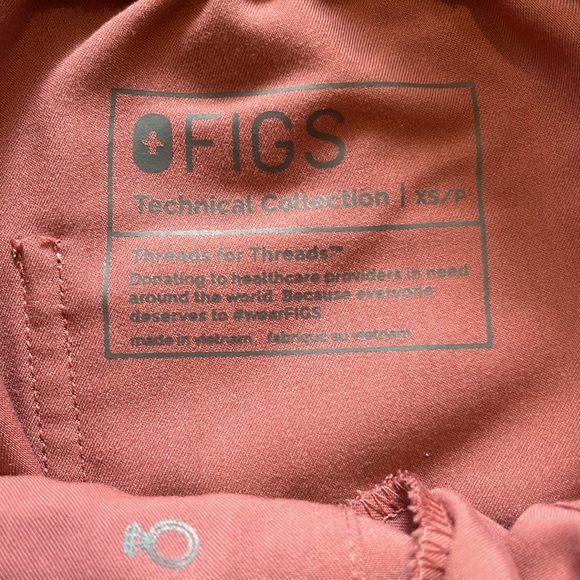 FIGS
Technical Collection | XS/P
Threads for Threads™
Donating to healthcare providers in need
around the world. Because everyone
deserves to #wearFIGS
made in vietnam fabriqué au vietnam